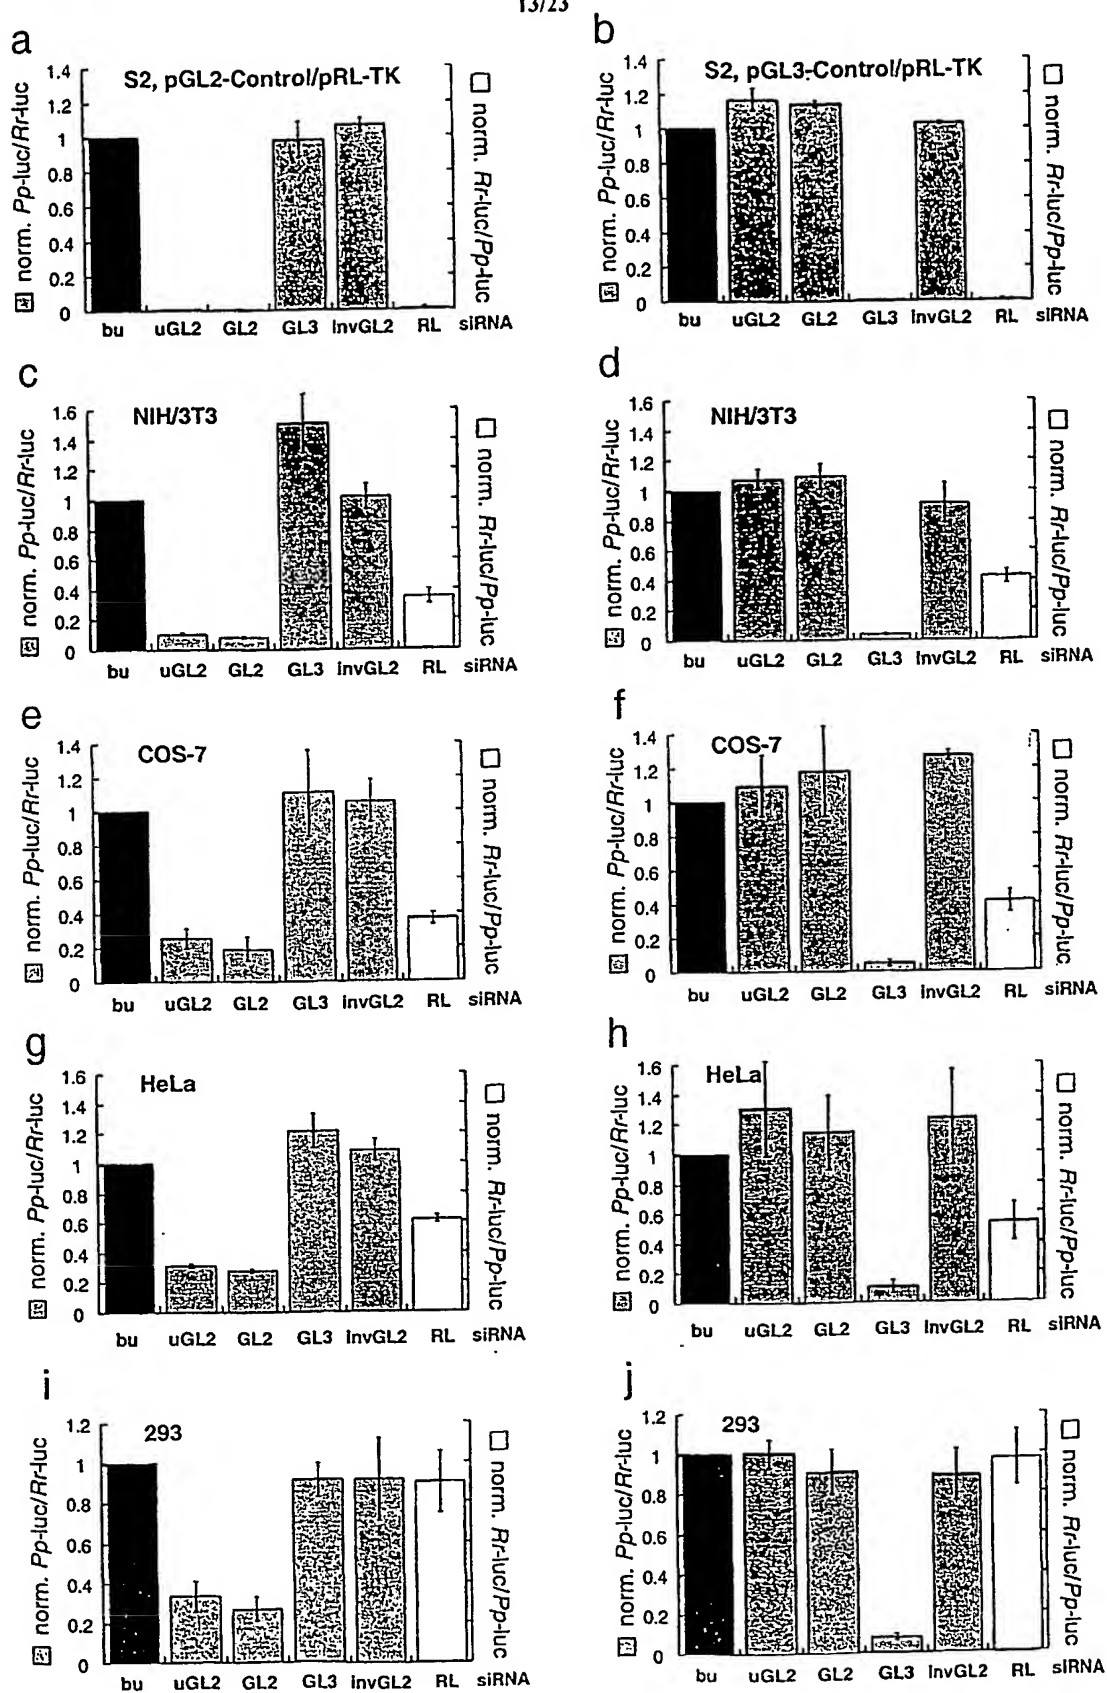 13/23
a
S2, pGL2-Control/pRL-TK
norm. Pp-luc/Rr-luc
1.4
1.2
1
0.8
0.6
0.4
0.2
0
norm. Rr-luc/Pp-luc
bu uGL2 GL2 GL3 invGL2 RL siRNA
b
S2, pGL3-Control/pRL-TK
norm. Pp-luc/Rr-luc
1.4
1.2
1
0.8
0.6
0.4
0.2
0
norm. Rr-luc/Pp-luc
bu uGL2 GL2 GL3 invGL2 RL siRNA
c
NIH/3T3
norm. Pp-luc/Rr-luc
1.6
1.4
1.2
1
0.8
0.6
0.4
0.2
0
norm. Rr-luc/Pp-luc
bu uGL2 GL2 GL3 invGL2 RL siRNA
d
NIH/3T3
norm. Pp-luc/Rr-luc
1.6
1.4
1.2
1
0.8
0.6
0.4
0.2
0
norm. Rr-luc/Pp-luc
bu uGL2 GL2 GL3 invGL2 RL siRNA
e
COS-7
norm. Pp-luc/Rr-luc
1.4
1.2
1
0.8
0.6
0.4
0.2
0
norm. Rr-luc/Pp-luc
bu uGL2 GL2 GL3 invGL2 RL siRNA
f
COS-7
norm. Pp-luc/Rr-luc
1.4
1.2
1
0.8
0.6
0.4
0.2
0
norm. Rr-luc/Pp-luc
bu uGL2 GL2 GL3 invGL2 RL siRNA
g
HeLa
norm. Pp-luc/Rr-luc
1.6
1.4
1.2
1
0.8
0.6
0.4
0.2
0
norm. Rr-luc/Pp-luc
bu uGL2 GL2 GL3 invGL2 RL siRNA
h
HeLa
norm. Pp-luc/Rr-luc
1.6
1.4
1.2
1
0.8
0.6
0.4
0.2
0
norm. Rr-luc/Pp-luc
bu uGL2 GL2 GL3 invGL2 RL siRNA
i
293
norm. Pp-luc/Rr-luc
1.2
1
0.8
0.6
0.4
0.2
0
norm. Rr-luc/Pp-luc
bu uGL2 GL2 GL3 invGL2 RL siRNA
j
293
norm. Pp-luc/Rr-luc
1.2
1
0.8
0.6
0.4
0.2
0
norm. Rr-luc/Pp-luc
bu uGL2 GL2 GL3 invGL2 RL siRNA